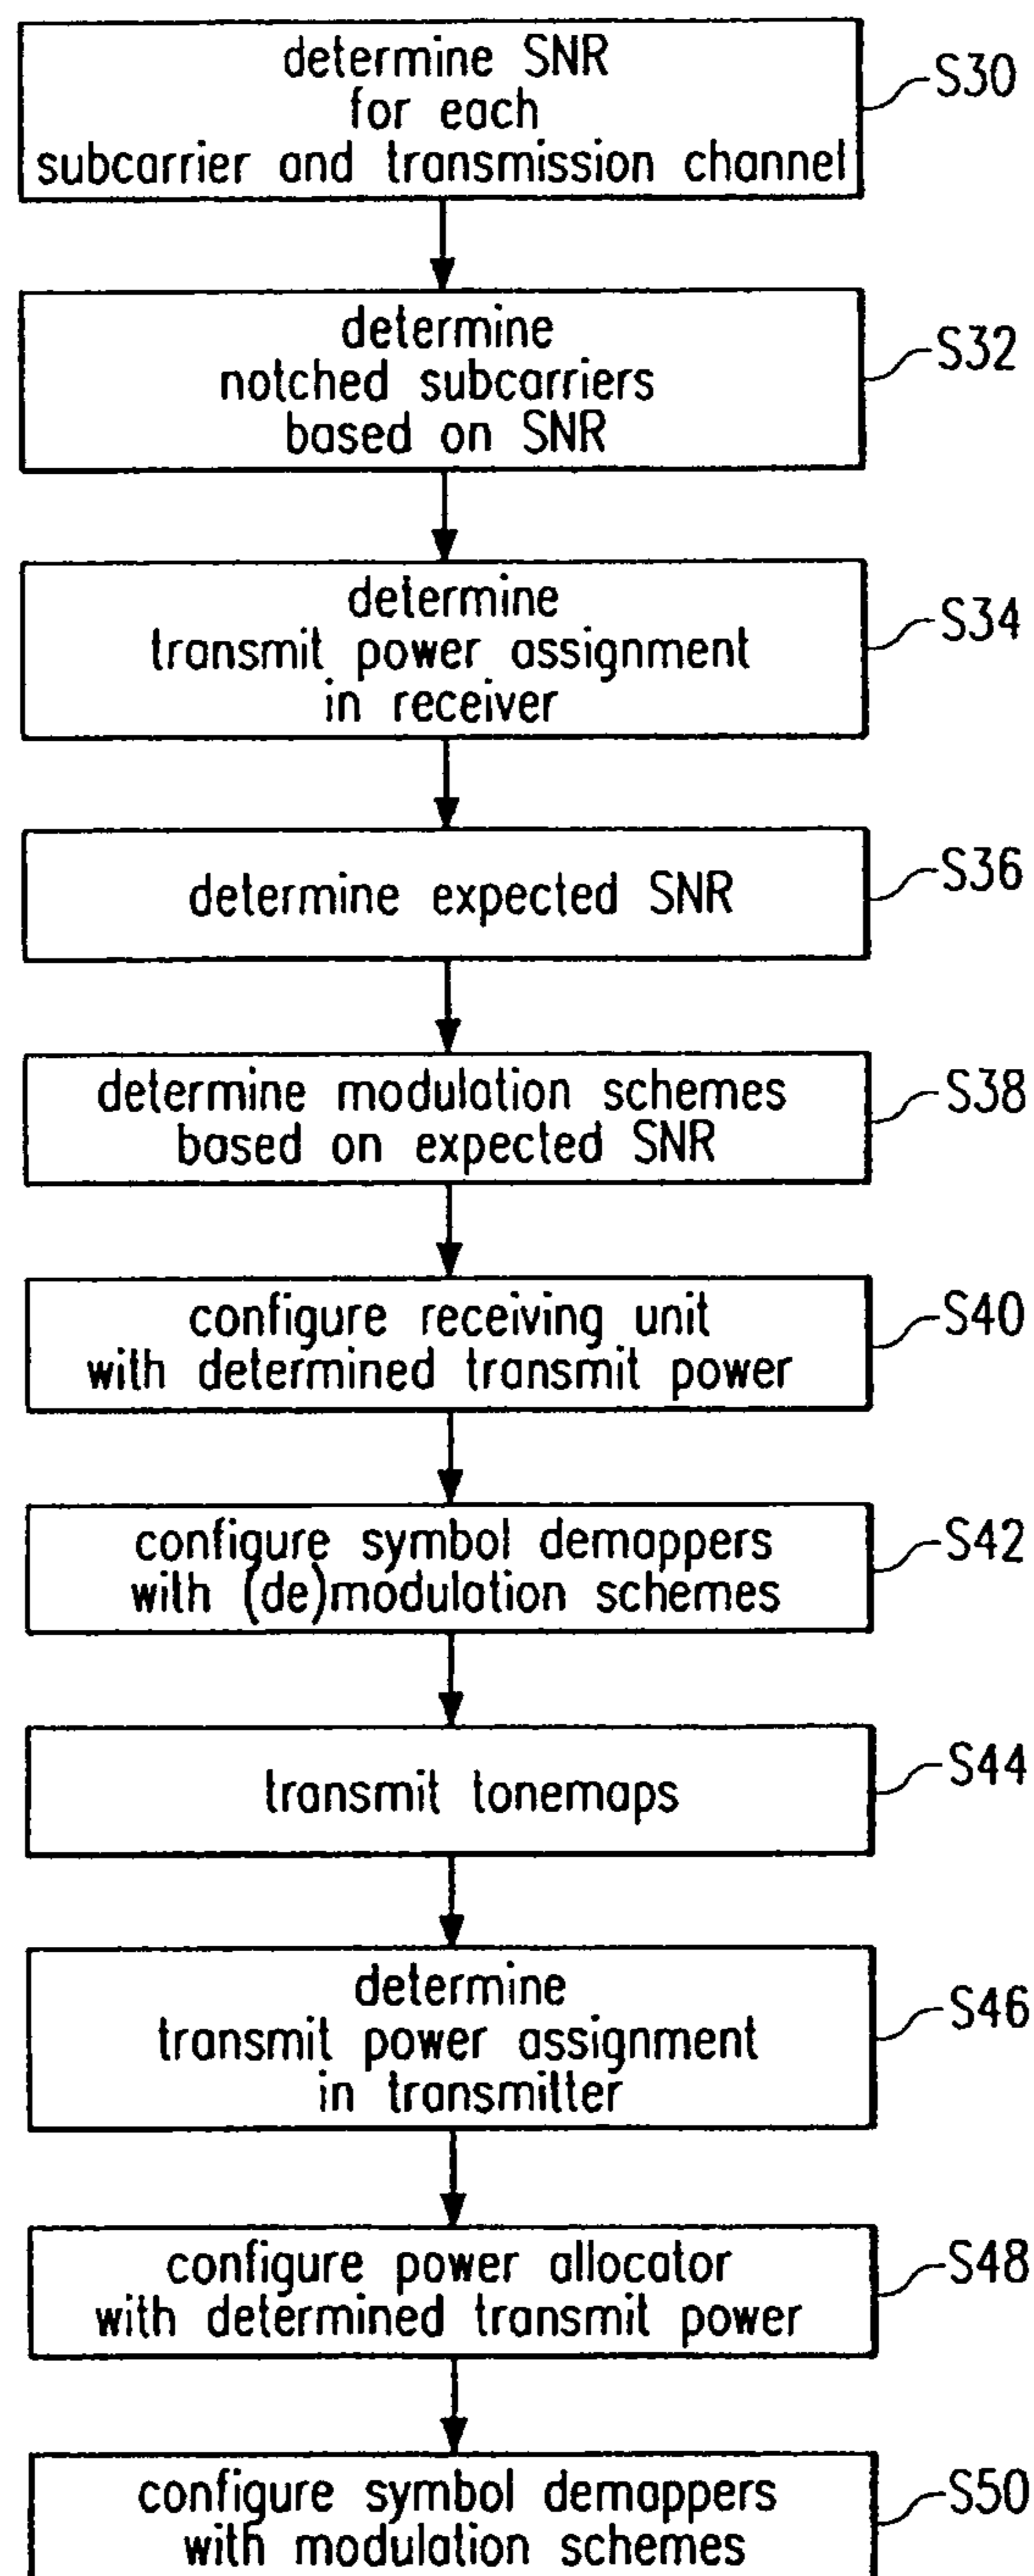 determine SNR
for each
subcarrier and transmission channel
S30
determine
notched subcarriers
based on SNR
S32
determine
transmit power assignment
in receiver
S34
determine expected SNR
S36
determine modulation schemes
based on expected SNR
S38
configure receiving unit
with determined transmit power
S40
configure symbol demappers
with (de)modulation schemes
S42
transmit tonemaps
S44
determine
transmit power assignment
in transmitter
S46
configure power allocator
with determined transmit power
S48
configure symbol demappers
with modulation schemes
S50